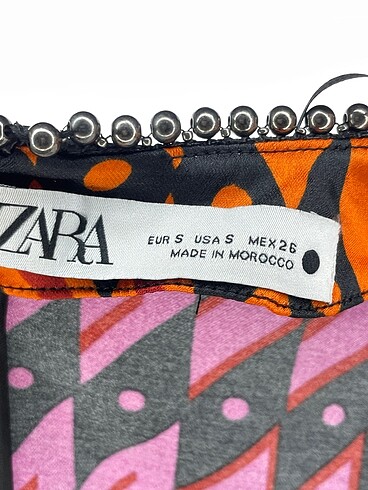 ZARA
EUR S USA S MEX 26
MADE IN MOROCCO